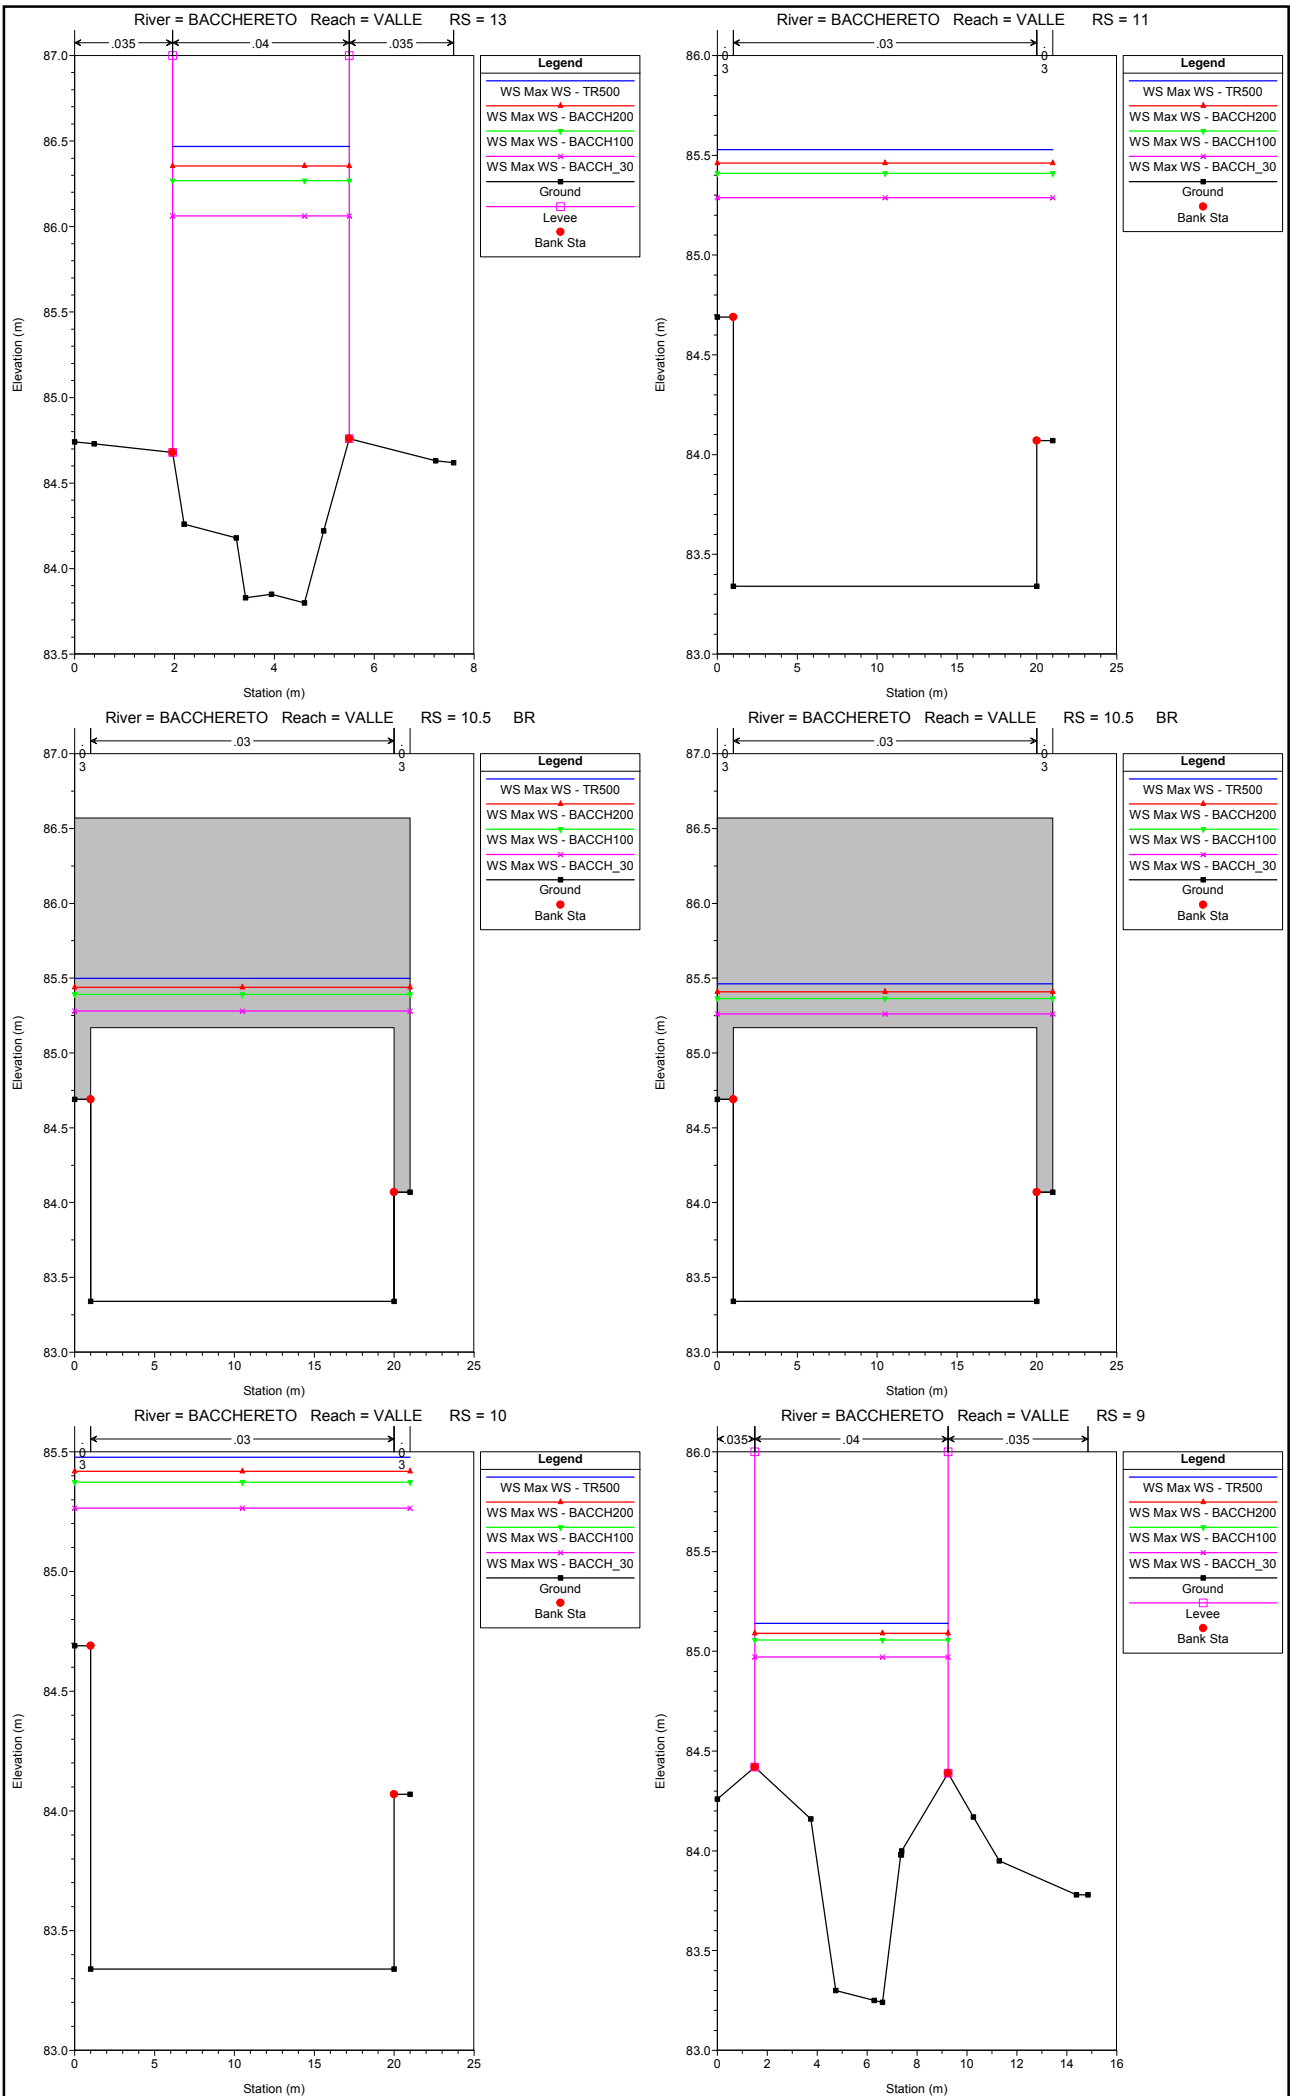 River = BACCHERETO Reach = VALLE RS = 13
.035 .04 .035
87.0
86.5
86.0
85.5
85.0
84.5
84.0
83.5
Elevation (m)
0 2 4 6 8
Station (m)
Legend
WS Max WS - TR500
WS Max WS - BACCH200
WS Max WS - BACCH100
WS Max WS - BACCH_30
Ground
Levee
Bank Sta
River = BACCHERETO Reach = VALLE RS = 11
.03 .03 .03
86.0
85.5
85.0
84.5
84.0
83.5
83.0
Elevation (m)
0 5 10 15 20 25
Station (m)
Legend
WS Max WS - TR500
WS Max WS - BACCH200
WS Max WS - BACCH100
WS Max WS - BACCH_30
Ground
Bank Sta
River = BACCHERETO Reach = VALLE RS = 10.5 BR
.03 .03 .03
87.0
86.5
86.0
85.5
85.0
84.5
84.0
83.5
83.0
Elevation (m)
0 5 10 15 20 25
Station (m)
Legend
WS Max WS - TR500
WS Max WS - BACCH200
WS Max WS - BACCH100
WS Max WS - BACCH_30
Ground
Bank Sta
River = BACCHERETO Reach = VALLE RS = 10.5 BR
.03 .03 .03
87.0
86.5
86.0
85.5
85.0
84.5
84.0
83.5
83.0
Elevation (m)
0 5 10 15 20 25
Station (m)
Legend
WS Max WS - TR500
WS Max WS - BACCH200
WS Max WS - BACCH100
WS Max WS - BACCH_30
Ground
Bank Sta
River = BACCHERETO Reach = VALLE RS = 10
.03 .03 .03
85.5
85.0
84.5
84.0
83.5
83.0
Elevation (m)
0 5 10 15 20 25
Station (m)
Legend
WS Max WS - TR500
WS Max WS - BACCH200
WS Max WS - BACCH100
WS Max WS - BACCH_30
Ground
Bank Sta
River = BACCHERETO Reach = VALLE RS = 9
.035 .04 .035
86.0
85.5
85.0
84.5
84.0
83.5
83.0
Elevation (m)
0 2 4 6 8 10 12 14 16
Station (m)
Legend
WS Max WS - TR500
WS Max WS - BACCH200
WS Max WS - BACCH100
WS Max WS - BACCH_30
Ground
Levee
Bank Sta